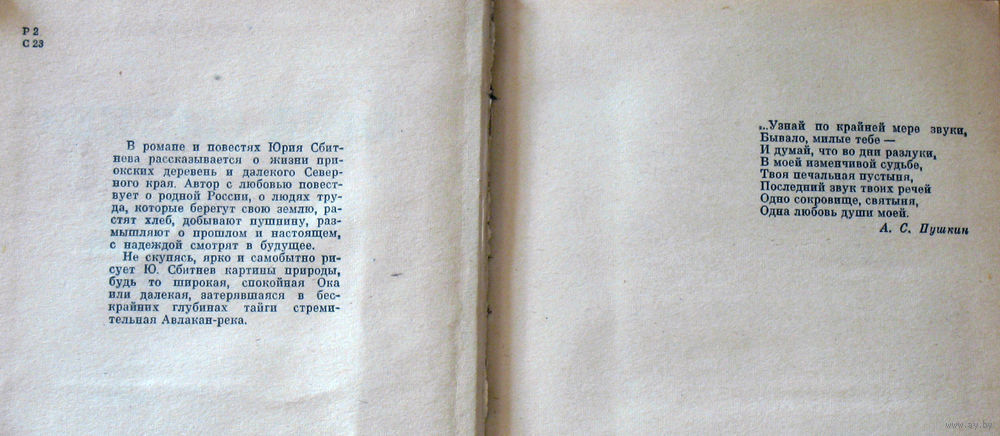 Р 2
С 23
В романе и повестях Юрия Сбит-
нева рассказывается о жизни при-
окских деревень и далекого Север-
ного края. Автор с любовью повест-
вует о родной России, о людях тру-
да, которые берегут свою землю, ра-
стят хлеб, добывают пушнину, раз-
мышляют о прошлом и настоящем,
с надеждой смотрят в будущее.
Не скупясь, ярко и самобытно ри-
сует Ю. Сбитнев картины природы,
будь то широкая, спокойная Ока
или далекая, затерявшаяся в бес-
крайних глубинах тайги стреми-
тельная Авлакан-река.
...Узнай по крайней мере звуки,
Бывало, милые тебе —
И думай, что во дни разлуки,
В моей изменчивой судьбе,
Твоя печальная пустыня,
Последний звук твоих речей
Одно сокровище, святыня,
Одна любовь души моей.
А. С. Пушкин
www.ay.by